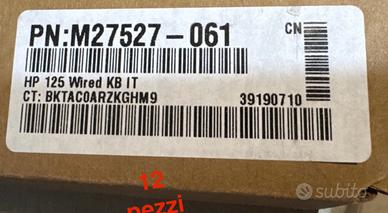 PN:M27527-061
CN
HP 125 Wired KB IT
CT: BKTAC0ARZKGHM9 39190710
12
pezzi
subito